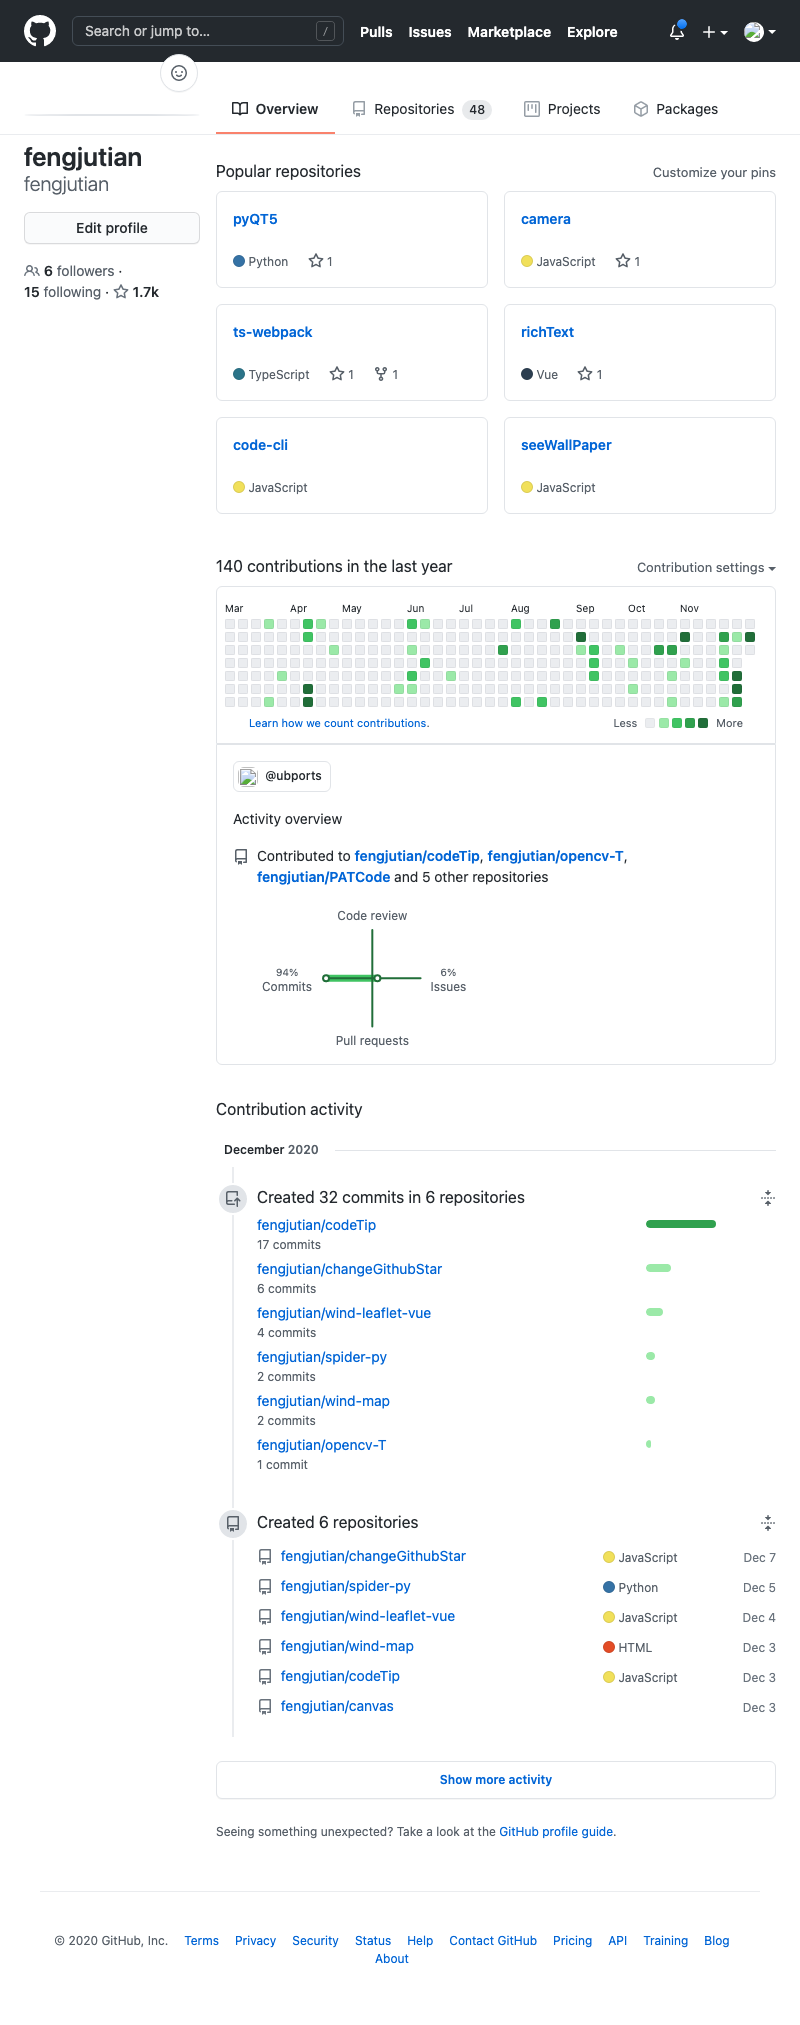 Search or jump to...
/
Pulls
Issues
Marketplace
Explore
Overview
Repositories 48
Projects
Packages
fengjutian
fengjutian
Edit profile
6 followers ·
15 following · 1.7k
Popular repositories
Customize your pins
pyQT5
Python 1
camera
JavaScript 1
ts-webpack
TypeScript 1 1
richText
Vue 1
code-cli
JavaScript
seeWallPaper
JavaScript
140 contributions in the last year
Contribution settings
Mar Apr May Jun Jul Aug Sep Oct Nov
Learn how we count contributions.
Less More
@ubports
Activity overview
Contributed to fengjutian/codeTip, fengjutian/opencv-T,
fengjutian/PATCode and 5 other repositories
Code review
94%
Commits
6%
Issues
Pull requests
Contribution activity
December 2020
Created 32 commits in 6 repositories
fengjutian/codeTip
17 commits
fengjutian/changeGithubStar
6 commits
fengjutian/wind-leaflet-vue
4 commits
fengjutian/spider-py
2 commits
fengjutian/wind-map
2 commits
fengjutian/opencv-T
1 commit
Created 6 repositories
fengjutian/changeGithubStar JavaScript Dec 7
fengjutian/spider-py Python Dec 5
fengjutian/wind-leaflet-vue JavaScript Dec 4
fengjutian/wind-map HTML Dec 3
fengjutian/codeTip JavaScript Dec 3
fengjutian/canvas Dec 3
Show more activity
Seeing something unexpected? Take a look at the GitHub profile guide.
© 2020 GitHub, Inc. Terms Privacy Security Status Help Contact GitHub Pricing API Training Blog
About